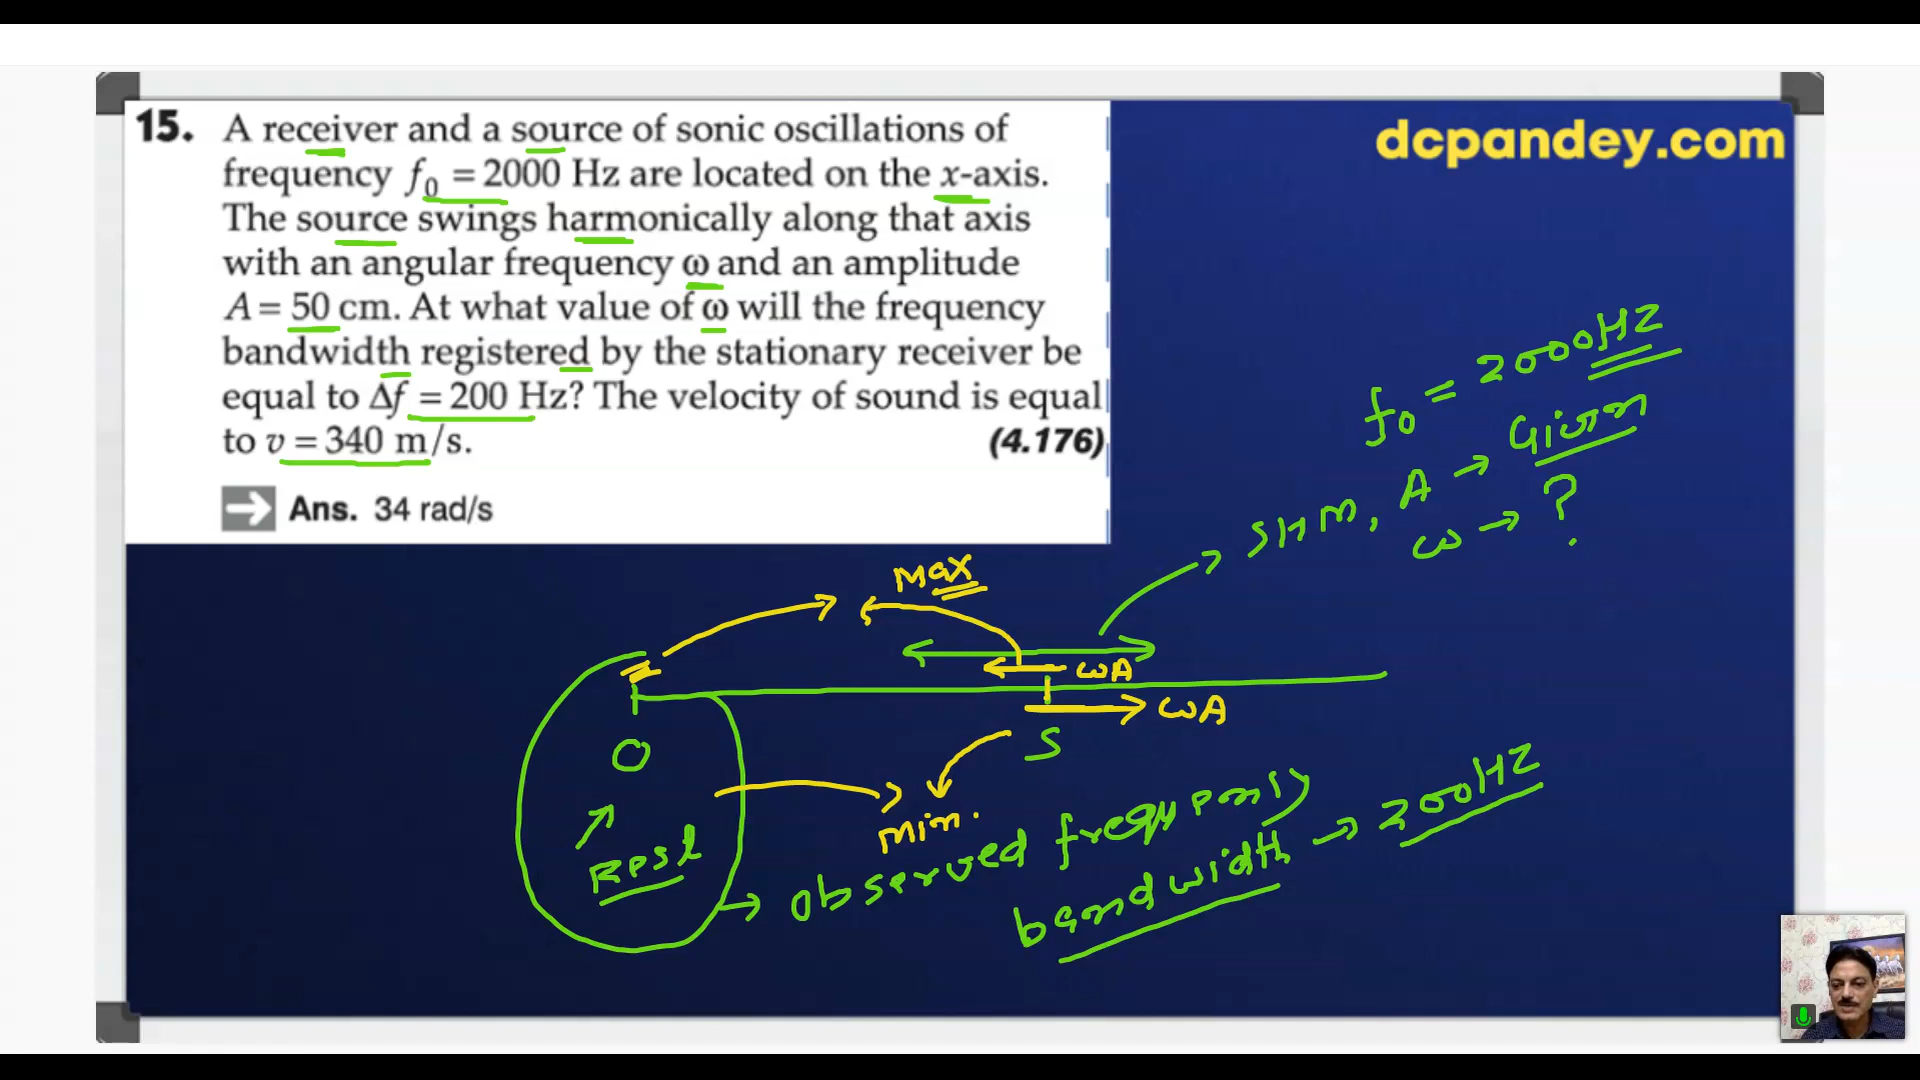 15. A receiver and a source of sonic oscillations of
frequency f₀ = 2000 Hz are located on the x-axis.
The source swings harmonically along that axis
with an angular frequency ω and an amplitude
A = 50 cm. At what value of ω will the frequency
bandwidth registered by the stationary receiver be
equal to Δf = 200 Hz? The velocity of sound is equal
to v = 340 m/s. (4.176)
Ans. 34 rad/s
dcpandey.com
f₀ = 2000HZ
SHM, A → Given
ω → ?
Max
ωA
ωA
O
S
Rest
min.
observed frequency
bandwidth → 200HZ